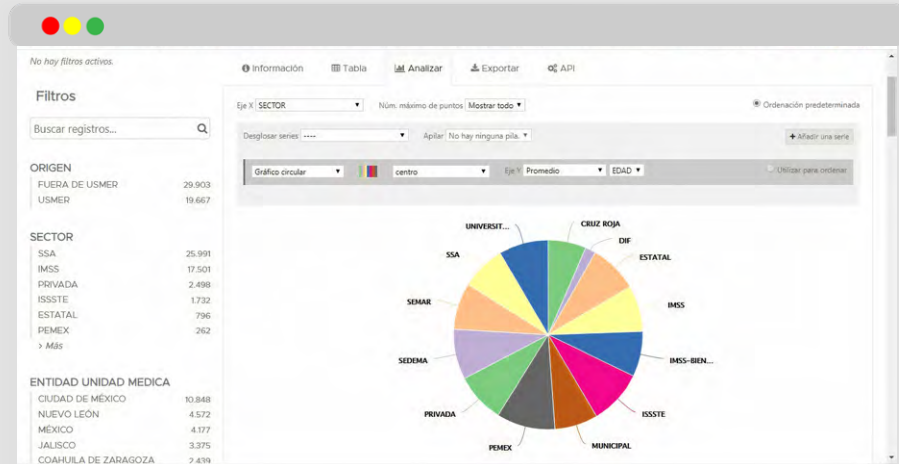 No hay filtros activos.
Filtros
Buscar registros...
ORIGEN
FUERA DE USMER 29.903
USMER 19.667
SECTOR
SSA 25.991
IMSS 17.501
PRIVADA 2.498
ISSSTE 1.732
ESTATAL 796
PEMEX 262
> Más
ENTIDAD UNIDAD MEDICA
CIUDAD DE MÉXICO 10.848
NUEVO LEÓN 4.572
MÉXICO 4.177
JALISCO 3.375
COAHUILA DE ZARAGOZA 2.439
Información Tabla Analizar Exportar API
Eje X SECTOR Núm. máximo de puntos Mostrar todo Ordenación predeterminada
Desglosar series ---- Apilar No hay ninguna pila. + Añadir una serie
Gráfico circular centro Eje Y Promedio EDAD Utilizar para ordenar
UNIVERSIT...
CRUZ ROJA
DIF
SSA
ESTATAL
SEMAR
IMSS
SEDEMA
IMSS-BIEN...
PRIVADA
ISSSTE
PEMEX
MUNICIPAL